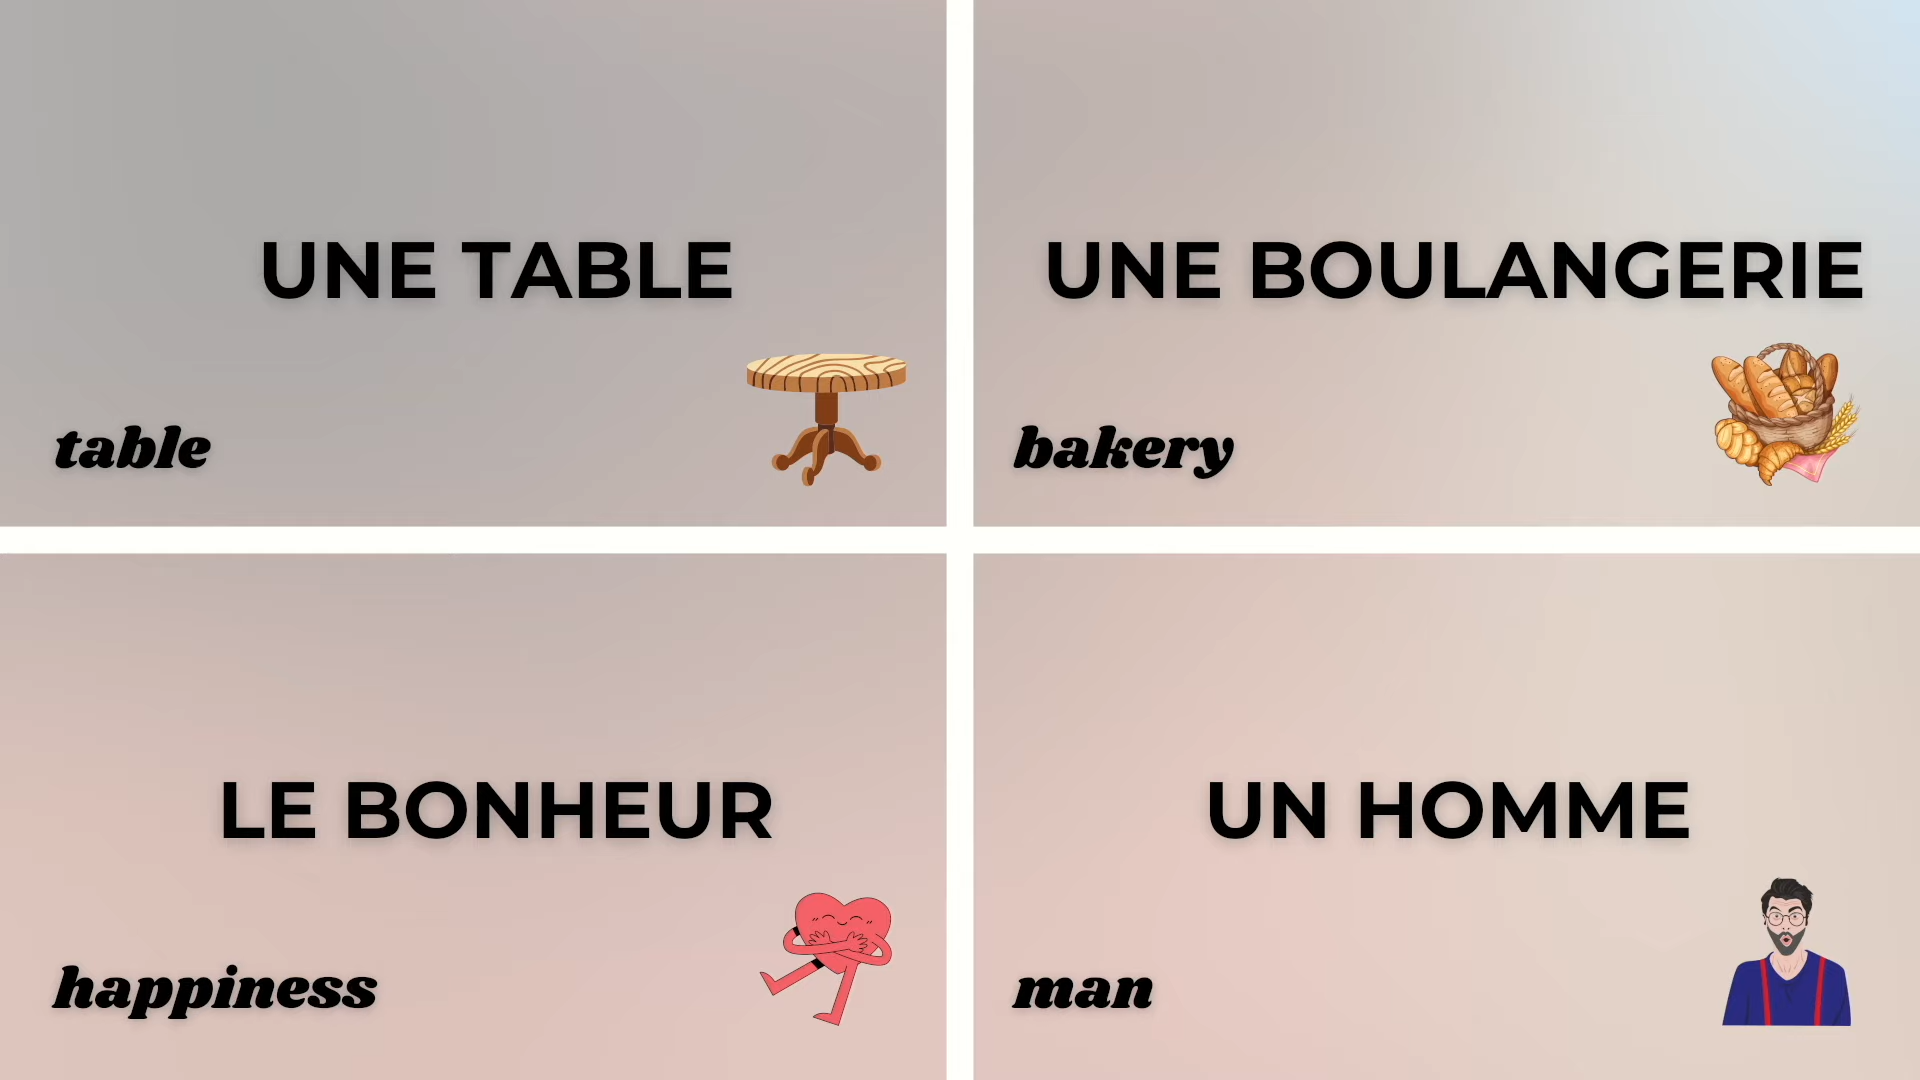 UNE TABLE
table
UNE BOULANGERIE
bakery
LE BONHEUR
happiness
UN HOMME
man